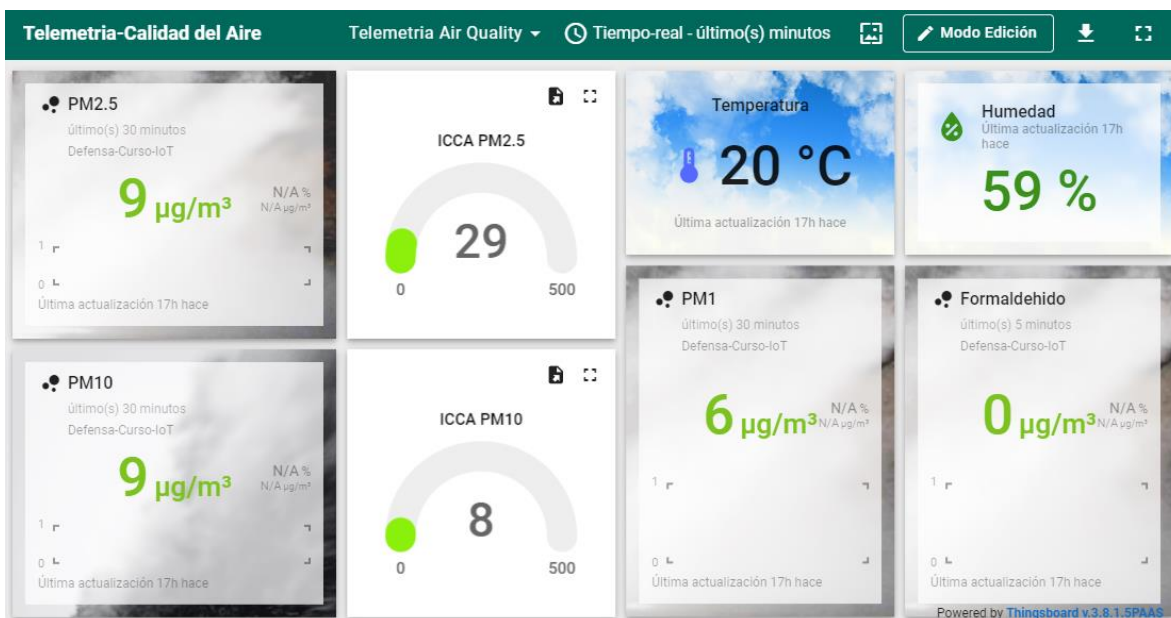 Telemetria-Calidad del Aire
Telemetria Air Quality
Tiempo-real - último(s) minutos
Modo Edición
PM2.5
último(s) 30 minutos
Defensa-Curso-IoT
9 µg/m³
N/A %
N/A µg/m³
1
0
Última actualización 17h hace
ICCA PM2.5
29
0
500
Temperatura
20 °C
Última actualización 17h hace
Humedad
Última actualización 17h
hace
59 %
PM10
último(s) 30 minutos
Defensa-Curso-IoT
9 µg/m³
N/A %
N/A µg/m³
1
0
Última actualización 17h hace
ICCA PM10
8
0
500
PM1
último(s) 30 minutos
Defensa-Curso-IoT
6 µg/m³
N/A %
N/A µg/m³
1
0
Última actualización 17h hace
Formaldehido
último(s) 5 minutos
Defensa-Curso-IoT
0 µg/m³
N/A %
N/A µg/m³
1
0
Última actualización 17h hace
Powered by Thingsboard v.3.8.1.5PAAS